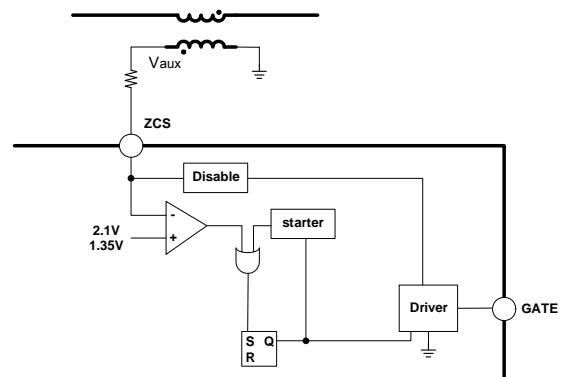 Vaux
ZCS
Disable
2.1V
1.35V
-
+
starter
Driver
GATE
S Q
R